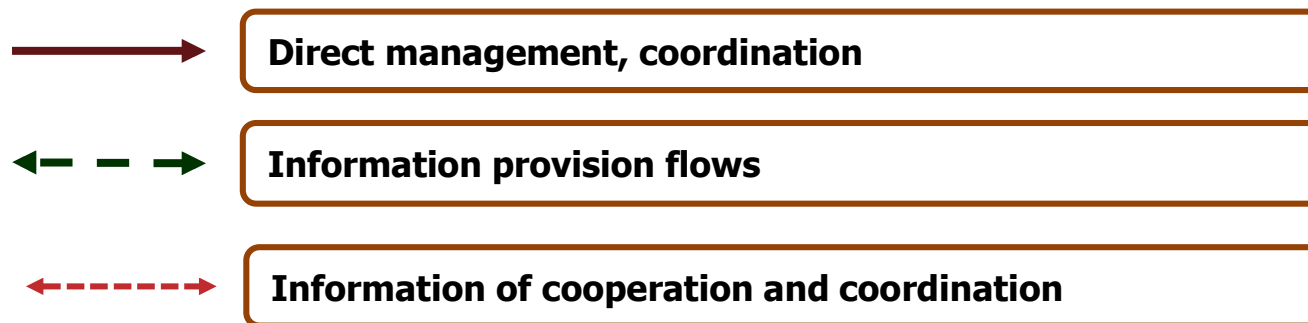 Direct management, coordination
Information provision flows
Information of cooperation and coordination